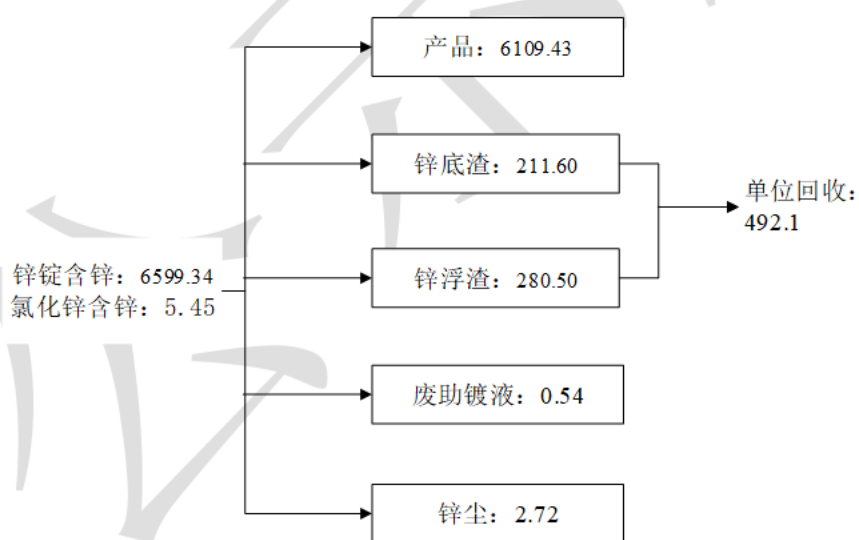 产品：6109.43
锌底渣：211.60
单位回收：
492.1
锌锭含锌：6599.34
氯化锌含锌：5.45
锌浮渣：280.50
废助镀液：0.54
锌尘：2.72